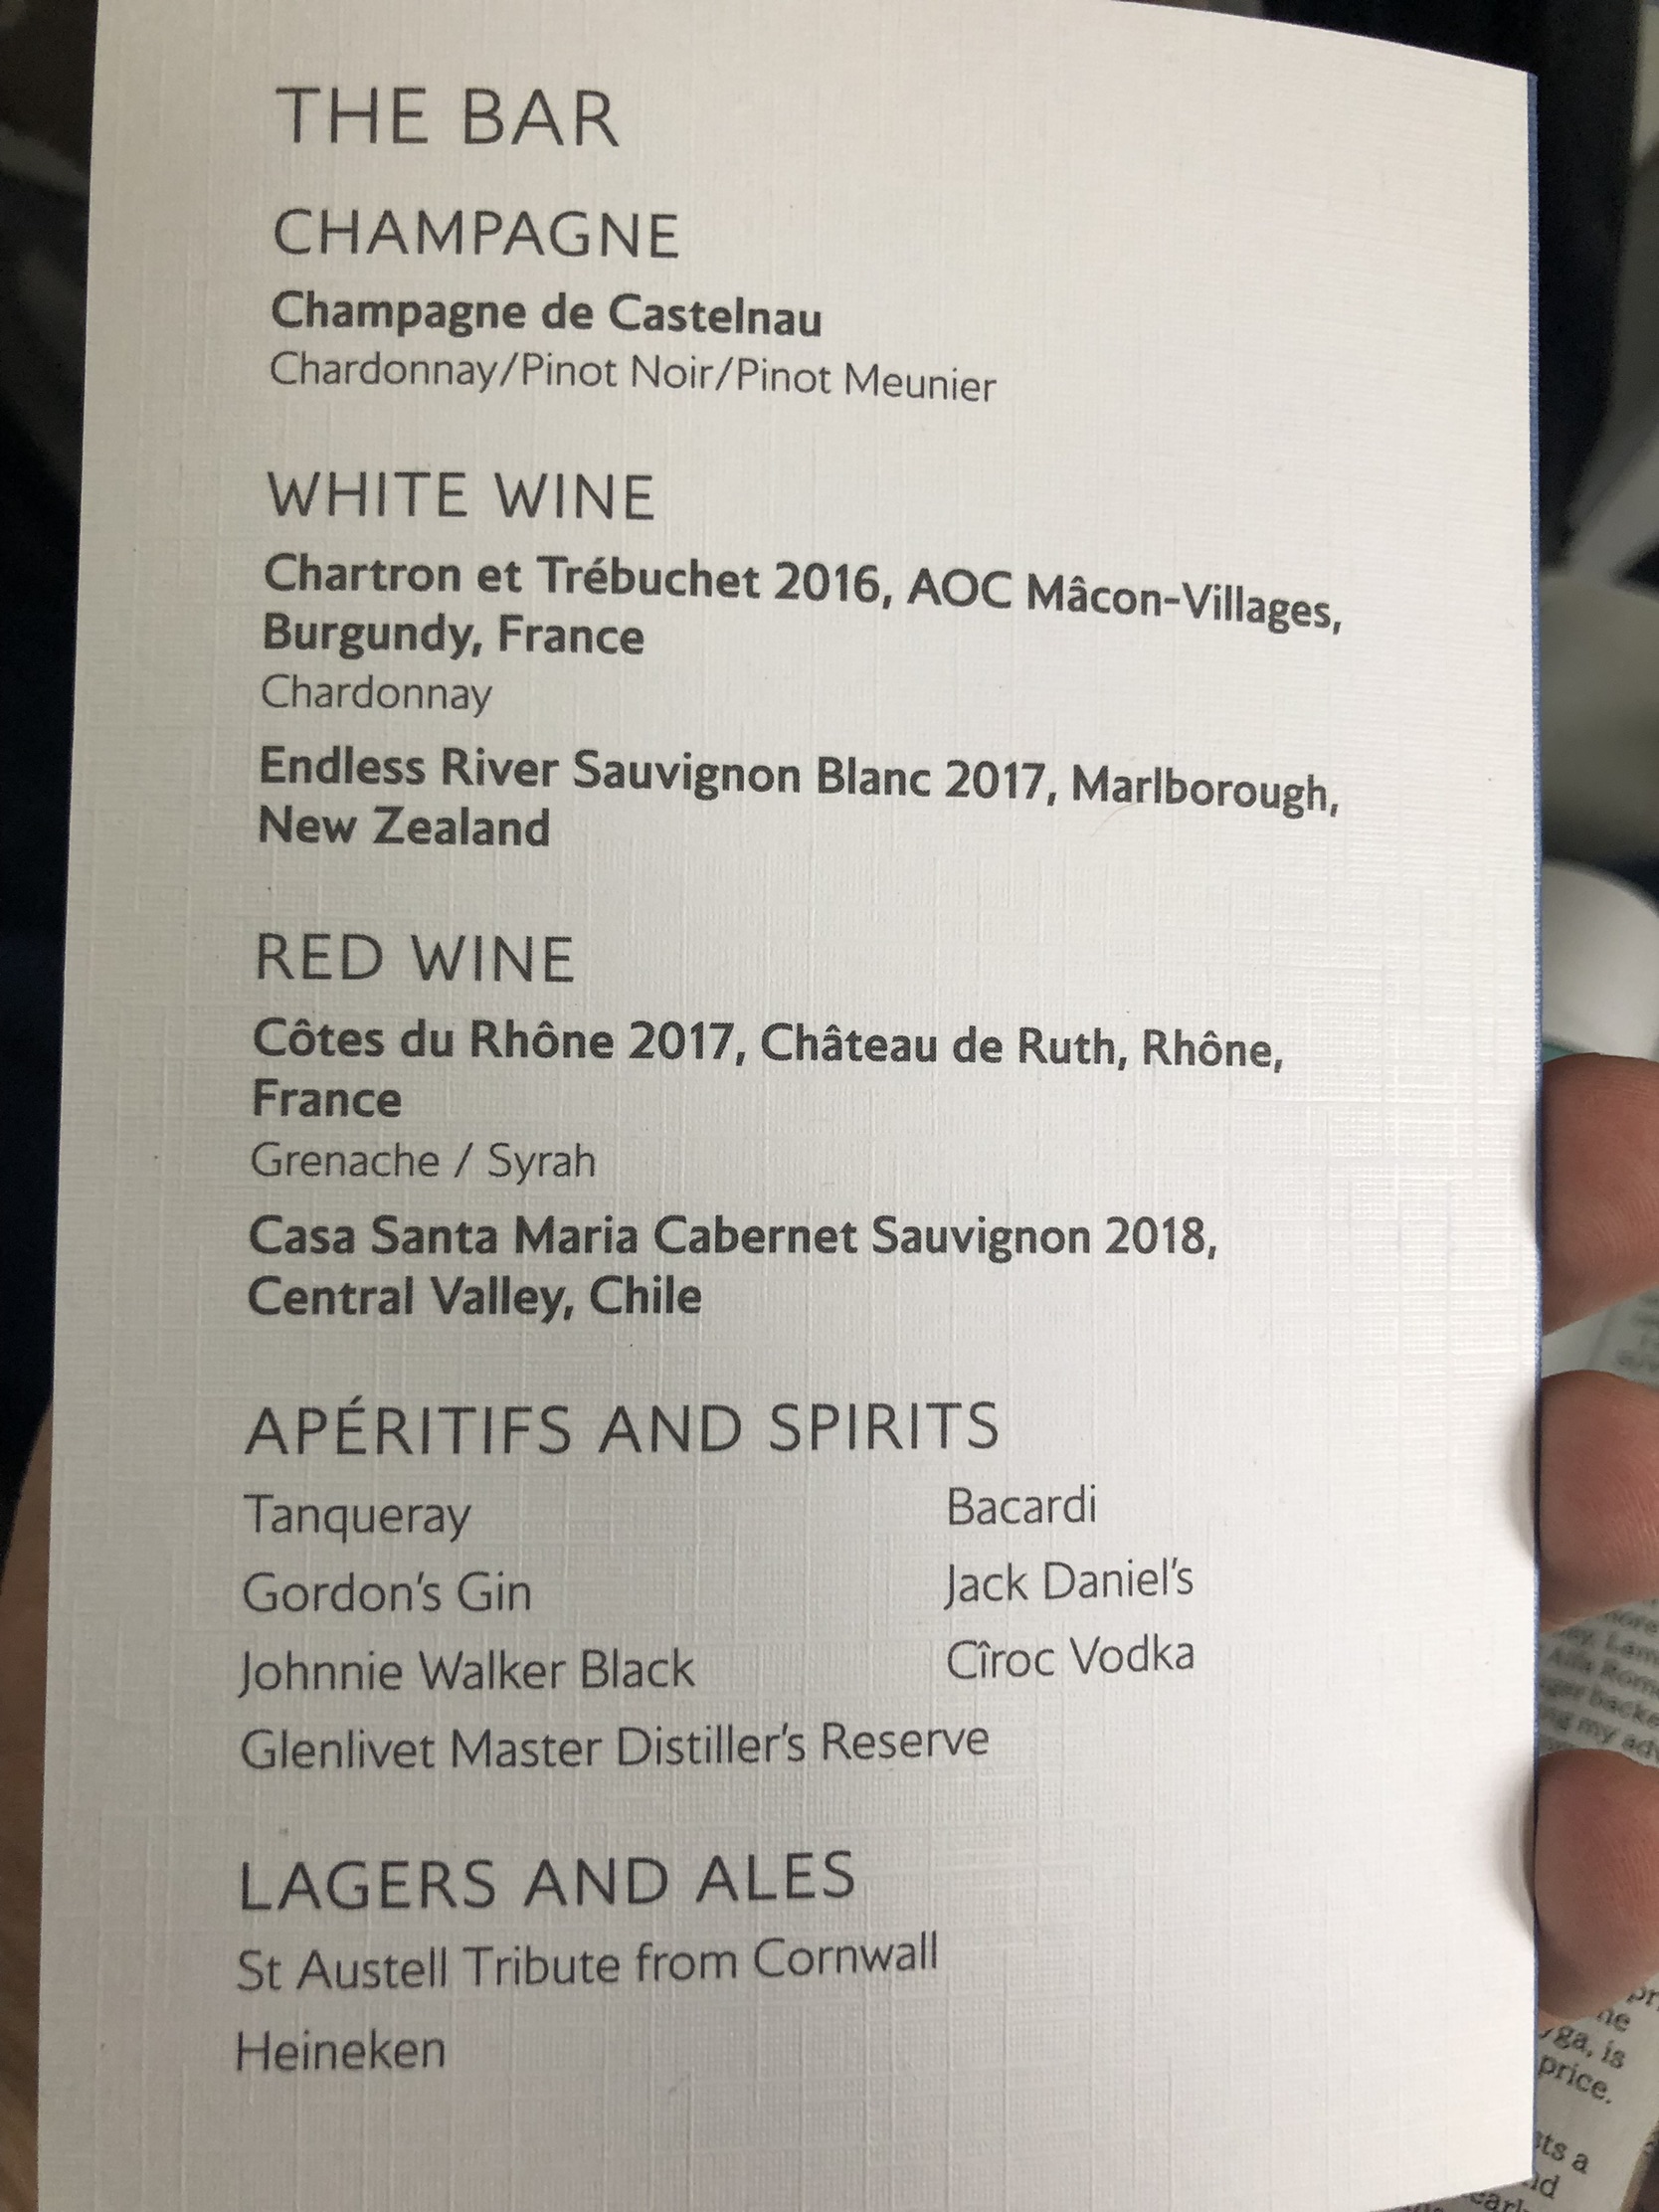 THE BAR
CHAMPAGNE
Champagne de Castelnau
Chardonnay/Pinot Noir/Pinot Meunier
WHITE WINE
Chartron et Trébuchet 2016, AOC Mâcon-Villages,
Burgundy, France
Chardonnay
Endless River Sauvignon Blanc 2017, Marlborough,
New Zealand
RED WINE
Côtes du Rhône 2017, Château de Ruth, Rhône,
France
Grenache / Syrah
Casa Santa Maria Cabernet Sauvignon 2018,
Central Valley, Chile
APÉRITIFS AND SPIRITS
Tanqueray
Gordon's Gin
Johnnie Walker Black
Glenlivet Master Distiller's Reserve
Bacardi
Jack Daniel's
Cîroc Vodka
LAGERS AND ALES
St Austell Tribute from Cornwall
Heineken
is
price.
a